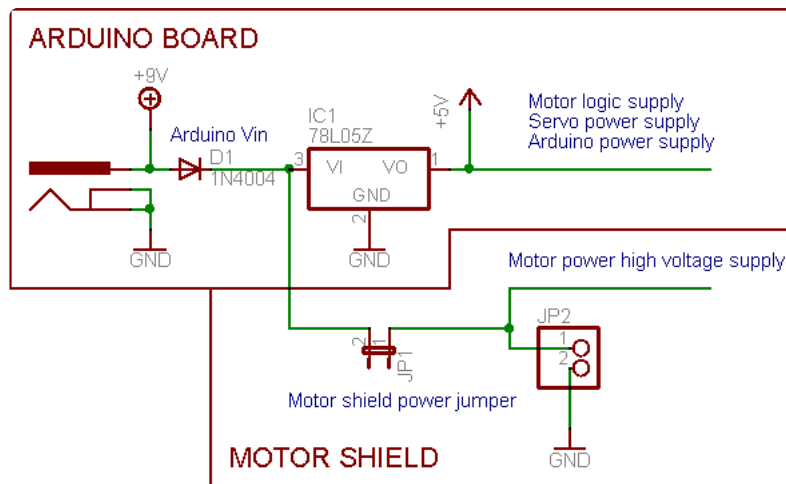 ARDUINO BOARD
+9V
Arduino Vin
D1
1N4004
IC1
78L05Z
3
VI
VO
1
GND
2
GND
GND
+5V
Motor logic supply
Servo power supply
Arduino power supply
Motor power high voltage supply
JP2
1
2
2
1
JP1
Motor shield power jumper
GND
MOTOR SHIELD